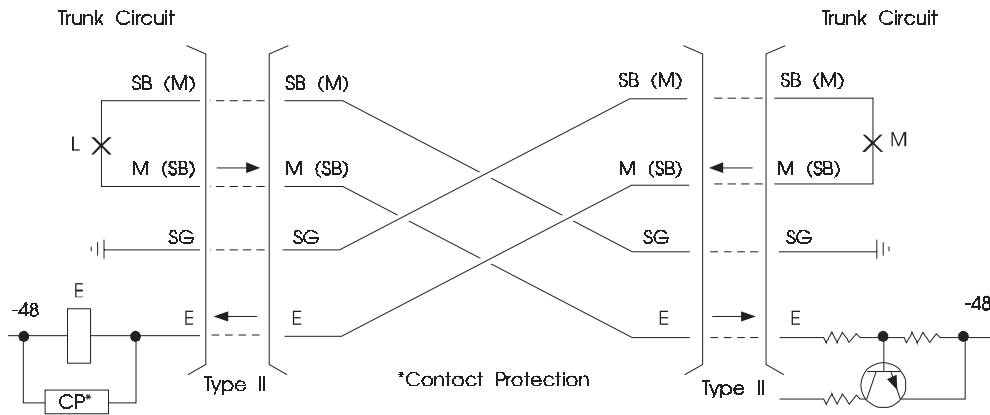 Trunk Circuit Trunk Circuit
SB (M) SB (M) SB (M) SB (M)
L M
M (SB) M (SB) M (SB) M (SB)
SG SG SG SG
E
-48 -48
E E E E
CP* Type II *Contact Protection Type II